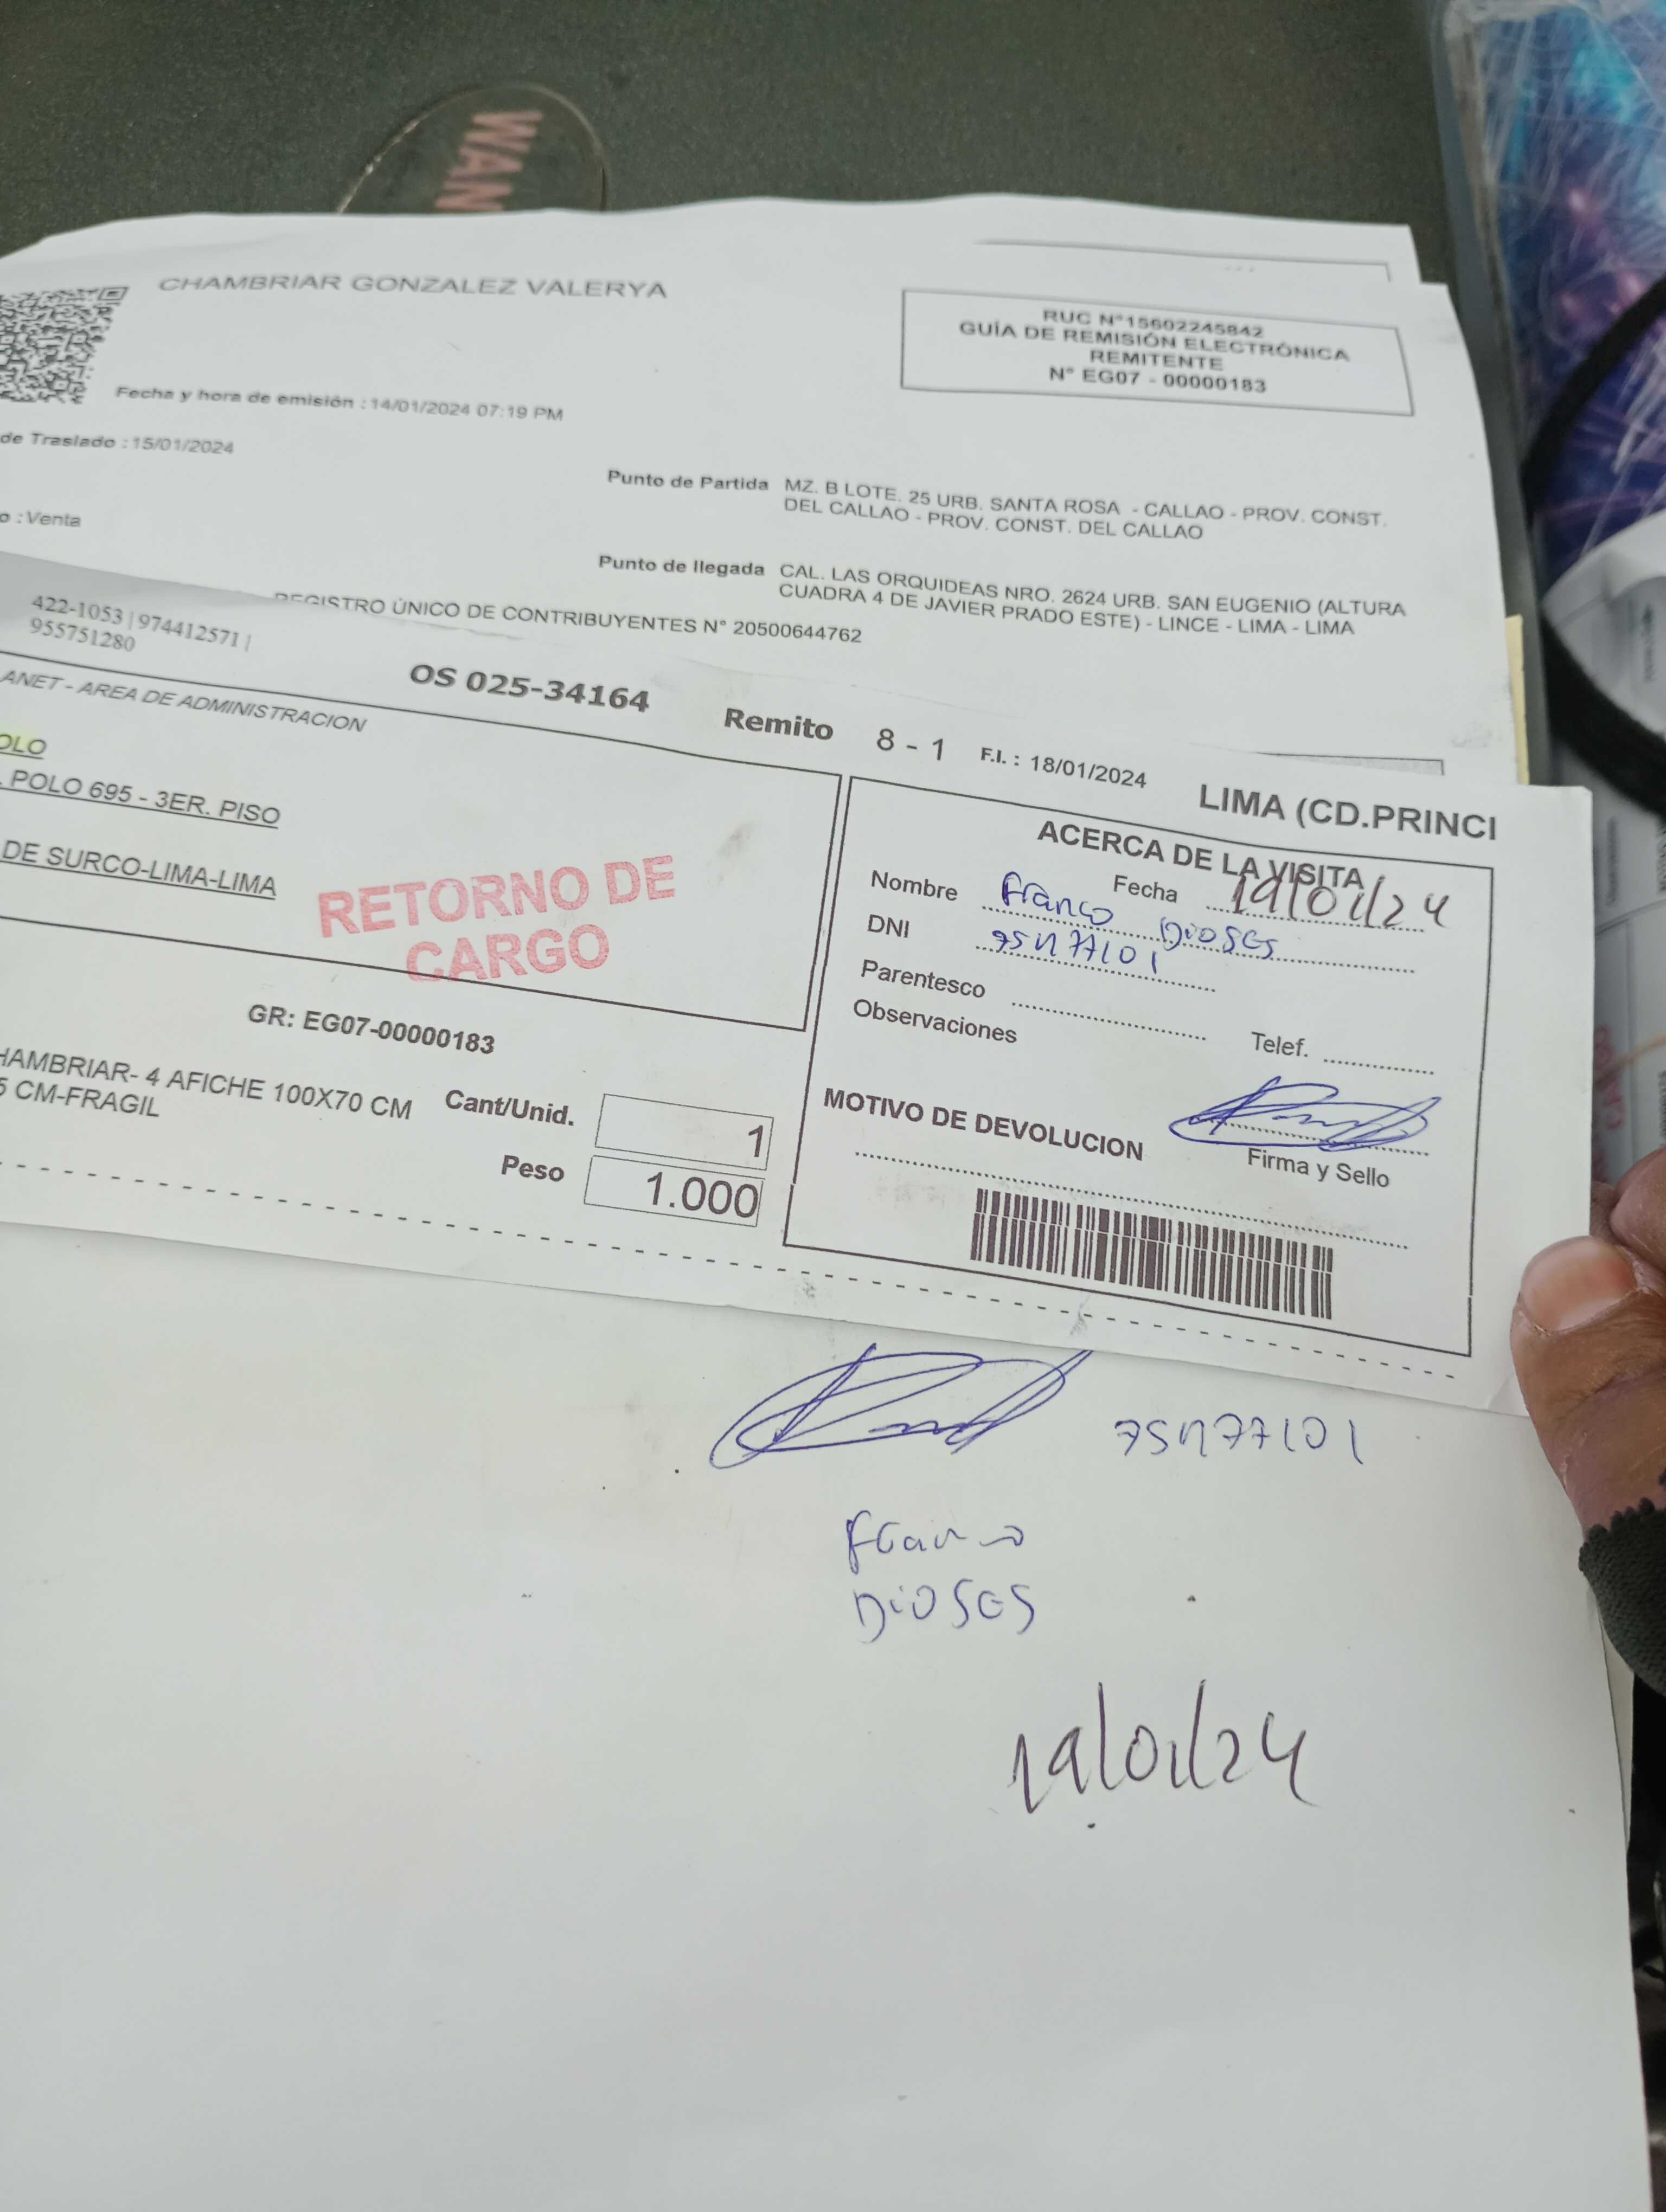 WAN
CHAMBRIAR GONZALEZ VALERYA
RUC N°15602245842
GUÍA DE REMISIÓN ELECTRÓNICA
REMITENTE
N° EG07 - 00000183
Fecha y hora de emisión : 14/01/2024 07:19 PM
de Traslado : 15/01/2024
Punto de Partida MZ. B LOTE. 25 URB. SANTA ROSA - CALLAO - PROV. CONST.
DEL CALLAO - PROV. CONST. DEL CALLAO
o : Venta
Punto de llegada CAL. LAS ORQUIDEAS NRO. 2624 URB. SAN EUGENIO (ALTURA
CUADRA 4 DE JAVIER PRADO ESTE) - LINCE - LIMA - LIMA
REGISTRO ÚNICO DE CONTRIBUYENTES N° 20500644762
422-1053 | 974412571 |
955751280
OS 025-34164 Remito 8 - 1 F.I. : 18/01/2024 LIMA (CD.PRINCI
ANET - AREA DE ADMINISTRACION
OLO
. POLO 695 - 3ER. PISO
DE SURCO-LIMA-LIMA
RETORNO DE
CARGO
GR: EG07-00000183
HAMBRIAR- 4 AFICHE 100X70 CM
5 CM-FRAGIL
Cant/Unid. 1
Peso 1.000
ACERCA DE LA VISITA
Fecha 19/01/24
Nombre Franco Dioses
DNI
Parentesco
Telef.
Observaciones
MOTIVO DE DEVOLUCION
Firma y Sello
Franco
Dioses
19/01/24